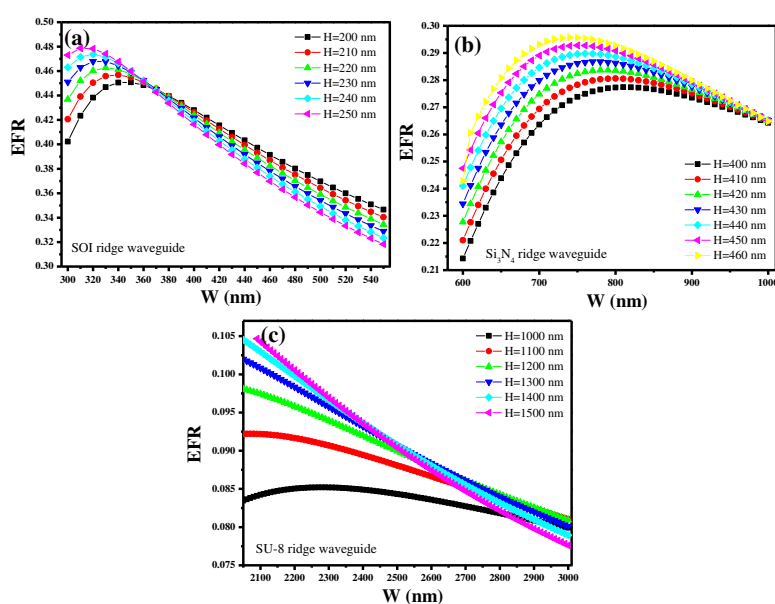 (a)
EFR
0.50
0.48
0.46
0.44
0.42
0.40
0.38
0.36
0.34
0.32
0.30
H=200 nm
H=210 nm
H=220 nm
H=230 nm
H=240 nm
H=250 nm
SOI ridge waveguide
300 320 340 360 380 400 420 440 460 480 500 520 540
W (nm)
(b)
EFR
0.30
0.29
0.28
0.27
0.26
0.25
0.24
0.23
0.22
0.21
H=400 nm
H=410 nm
H=420 nm
H=430 nm
H=440 nm
H=450 nm
H=460 nm
Si₃N₄ ridge waveguide
600 700 800 900 1000
W (nm)
(c)
EFR
0.105
0.100
0.095
0.090
0.085
0.080
0.075
H=1000 nm
H=1100 nm
H=1200 nm
H=1300 nm
H=1400 nm
H=1500 nm
SU-8 ridge waveguide
2100 2200 2300 2400 2500 2600 2700 2800 2900 3000
W (nm)